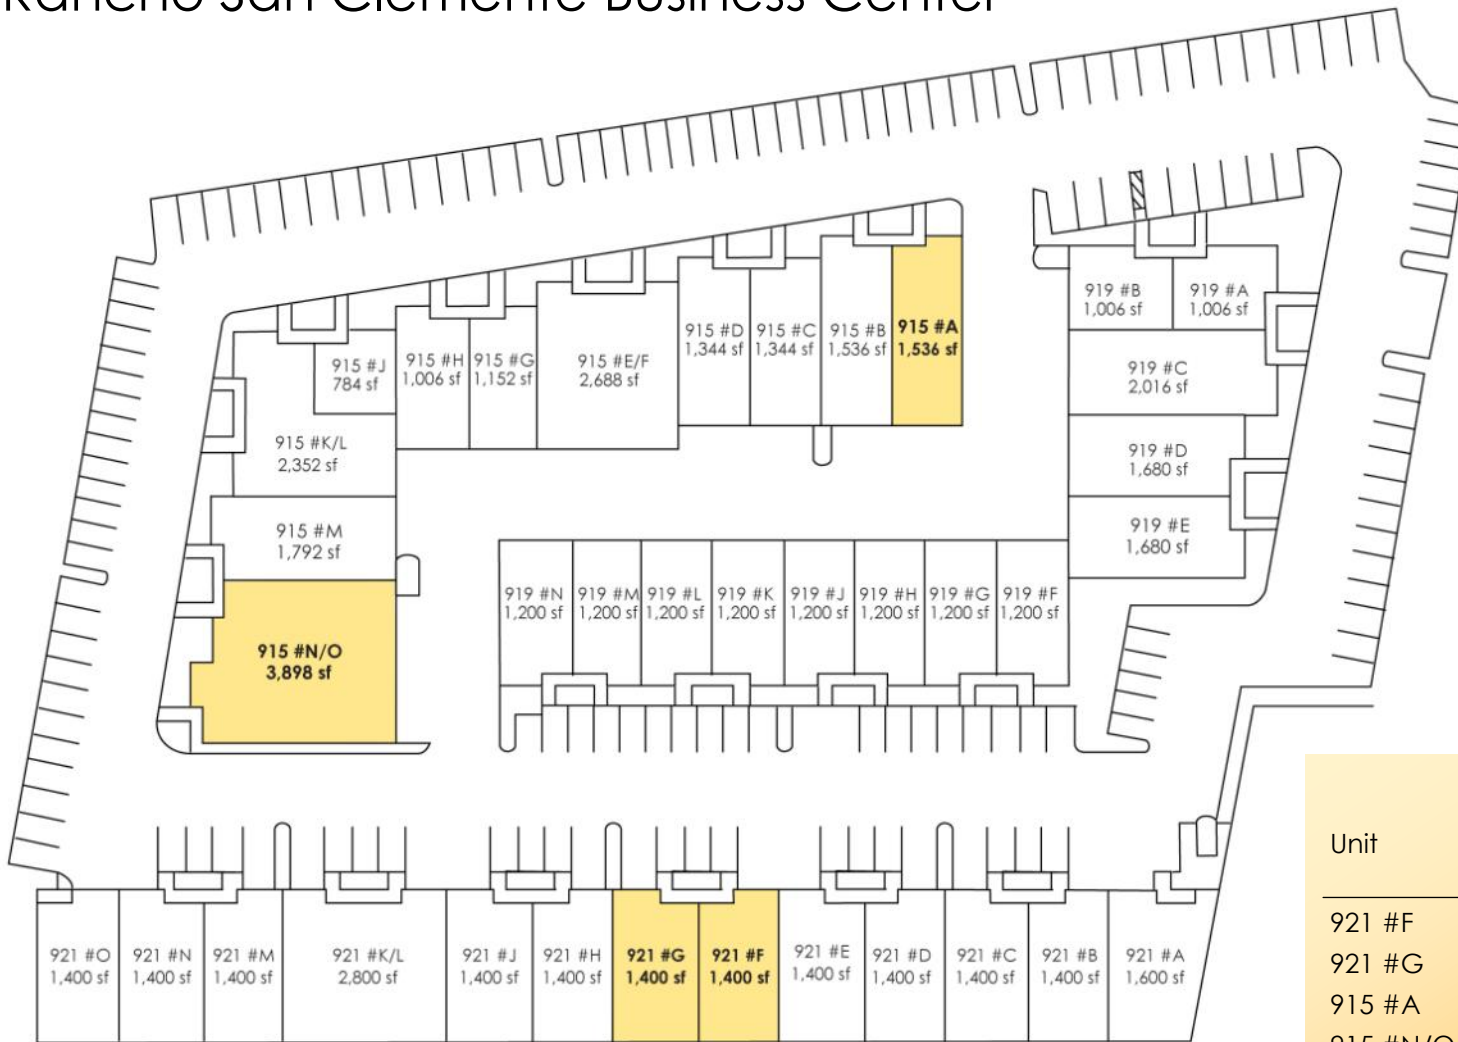 Rancho San Clemente Business Center
919 #B
1,006 sf
919 #A
1,006 sf
915 #D
1,344 sf
915 #C
1,344 sf
915 #B
1,536 sf
915 #A
1,536 sf
915 #J
784 sf
915 #H
1,006 sf
915 #G
1,152 sf
915 #E/F
2,688 sf
919 #C
2,016 sf
915 #K/L
2,352 sf
919 #D
1,680 sf
915 #M
1,792 sf
919 #E
1,680 sf
919 #N
1,200 sf
919 #M
1,200 sf
919 #L
1,200 sf
919 #K
1,200 sf
919 #J
1,200 sf
919 #H
1,200 sf
919 #G
1,200 sf
919 #F
1,200 sf
915 #N/O
3,898 sf
921 #O
1,400 sf
921 #N
1,400 sf
921 #M
1,400 sf
921 #K/L
2,800 sf
921 #J
1,400 sf
921 #H
1,400 sf
921 #G
1,400 sf
921 #F
1,400 sf
921 #E
1,400 sf
921 #D
1,400 sf
921 #C
1,400 sf
921 #B
1,400 sf
921 #A
1,600 sf
Unit
921 #F
921 #G
915 #A
915 #N/O